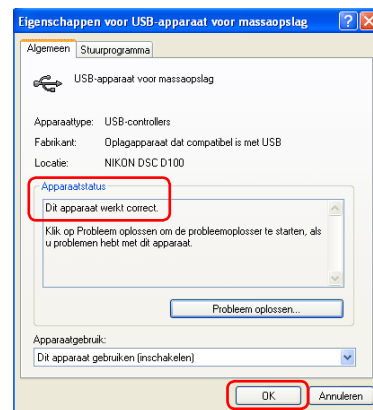 Eigenschappen voor USB-apparaat voor massaopslag
Algemeen Stuurprogramma
USB-apparaat voor massaopslag
Apparaattype: USB-controllers
Fabrikant: Oplagapparaat dat compatibel is met USB
Locatie: NIKON DSC D100
Apparaatstatus
Dit apparaat werkt correct.
Klik op Probleem oplossen om de probleemoplosser te starten, als
u problemen hebt met dit apparaat.
Probleem oplossen...
Apparaatgebruik:
Dit apparaat gebruiken (inschakelen)
OK Annuleren